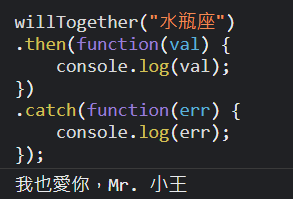 willTogether("水瓶座")
.then(function(val) {
    console.log(val);
})
.catch(function(err) {
    console.log(err);
});
我也愛你，Mr. 小王